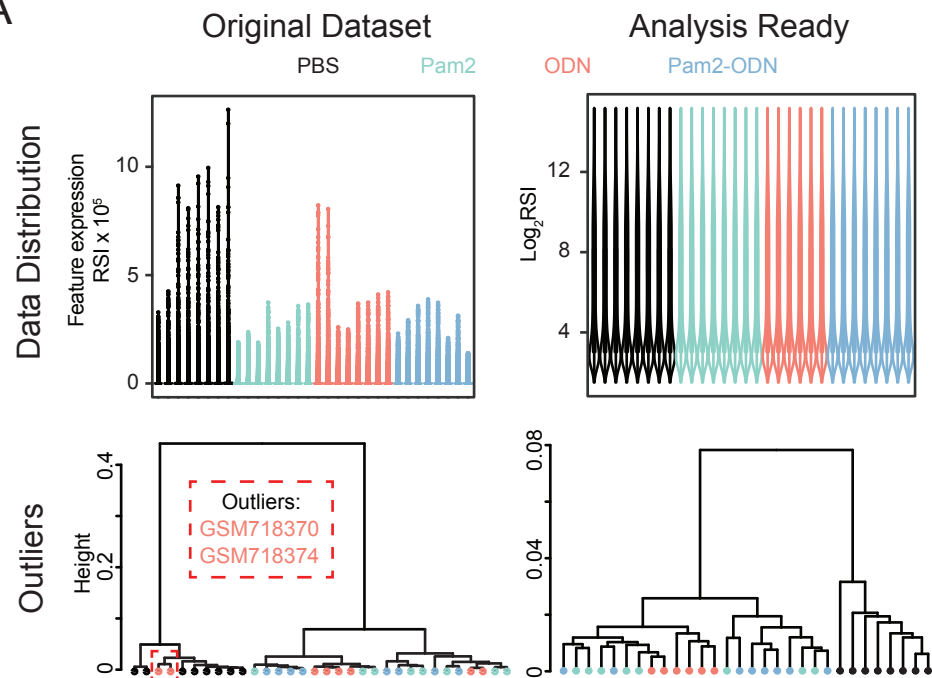 A
Original Dataset
Analysis Ready
PBS
Pam2
ODN
Pam2-ODN
Data Distribution
Feature expression
RSI x 10⁵
10
5
0
Log₂RSI
12
8
4
Outliers
Height
0.4
0.2
0
Outliers:
GSM718370
GSM718374
0.08
0.04
0